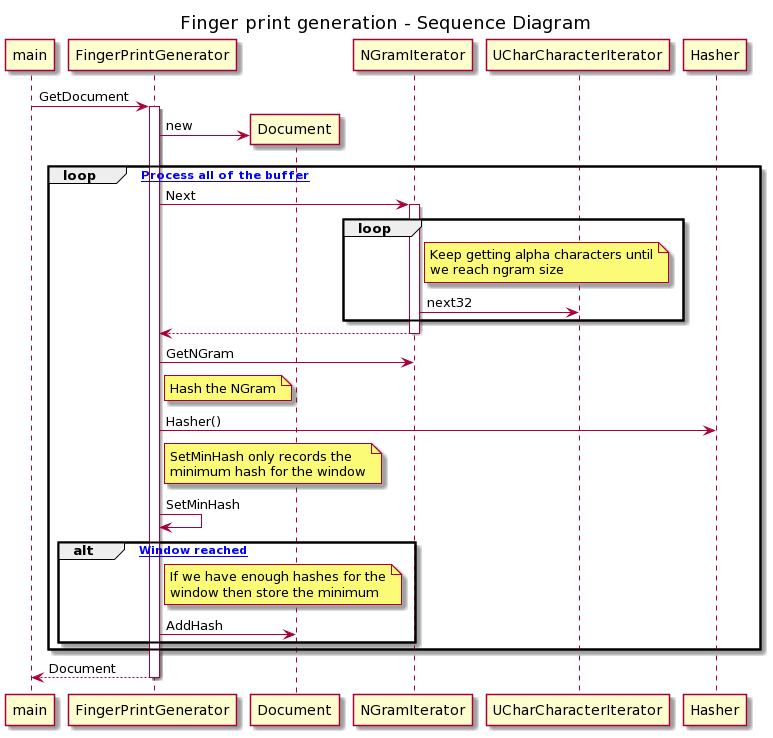 Finger print generation - Sequence Diagram
main
FingerPrintGenerator
NGramIterator
UCharCharacterIterator
Hasher
GetDocument
new
Document
loop
Process all of the buffer
Next
loop
Keep getting alpha characters until
we reach ngram size
next32
GetNGram
Hash the NGram
Hasher()
SetMinHash only records the
minimum hash for the window
SetMinHash
alt
Window reached
If we have enough hashes for the
window then store the minimum
AddHash
Document
main
FingerPrintGenerator
Document
NGramIterator
UCharCharacterIterator
Hasher